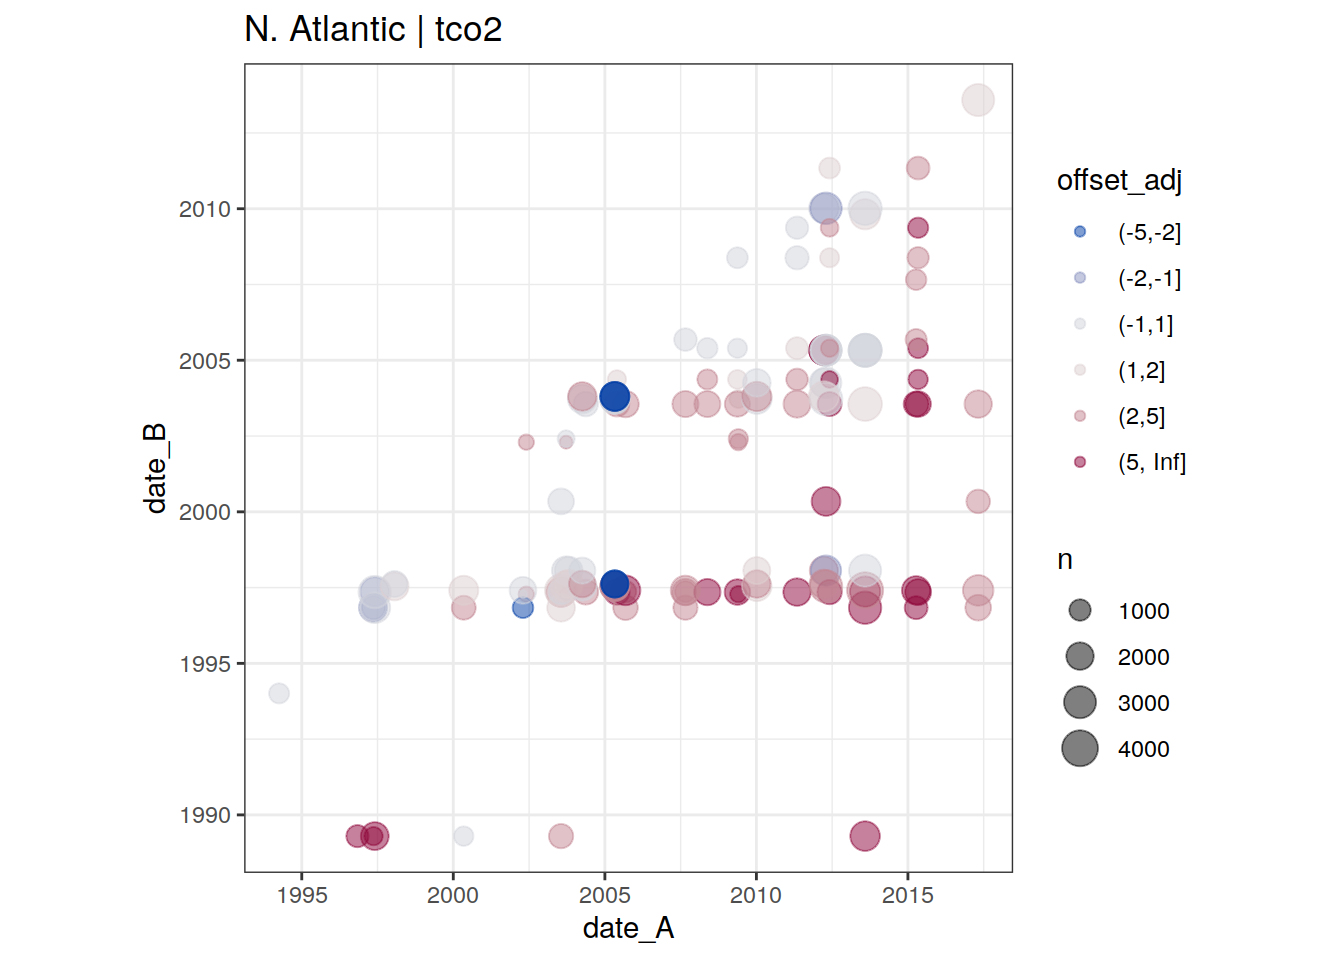 N. Atlantic | tco2
date_B
2010
2005
2000
1995
1990
1995 2000 2005 2010 2015
date_A
offset_adj
(-5,-2]
(-2,-1]
(-1,1]
(1,2]
(2,5]
(5, Inf]
n
1000
2000
3000
4000